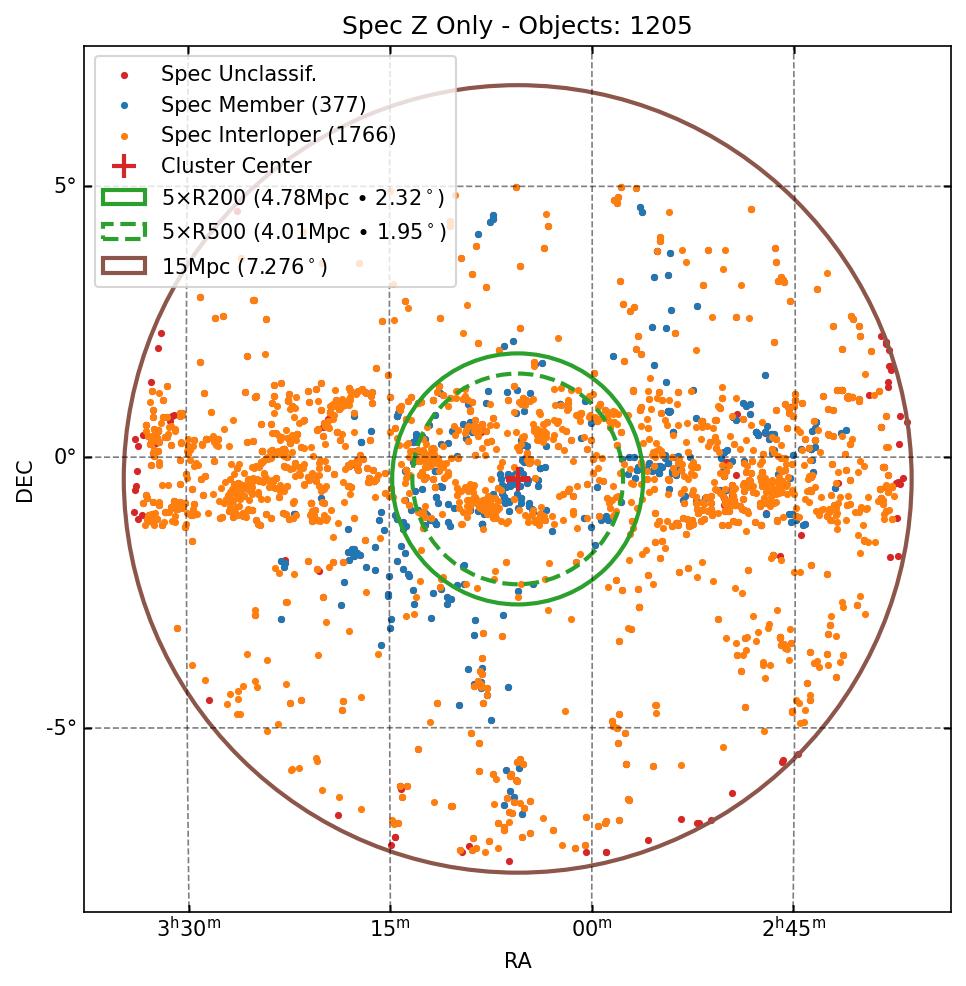 Spec Z Only - Objects: 1205
Spec Unclassif.
Spec Member (377)
Spec Interloper (1766)
Cluster Center
5×R200 (4.78Mpc • 2.32°)
5×R500 (4.01Mpc • 1.95°)
15Mpc (7.276°)
5°
0°
-5°
DEC
3ʰ30ᵐ 15ᵐ 00ᵐ 2ʰ45ᵐ
RA